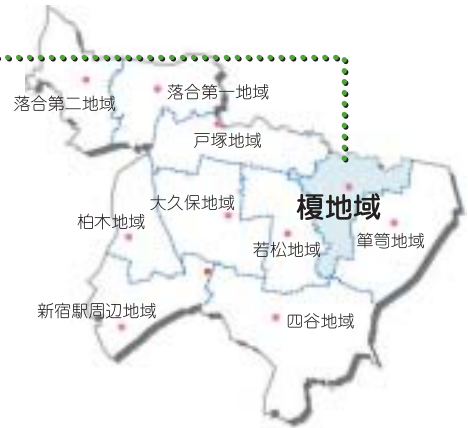 落合第一地域
落合第二地域
戸塚地域
大久保地域
榎地域
柏木地域
若松地域
箪笥地域
新宿駅周辺地域
四谷地域